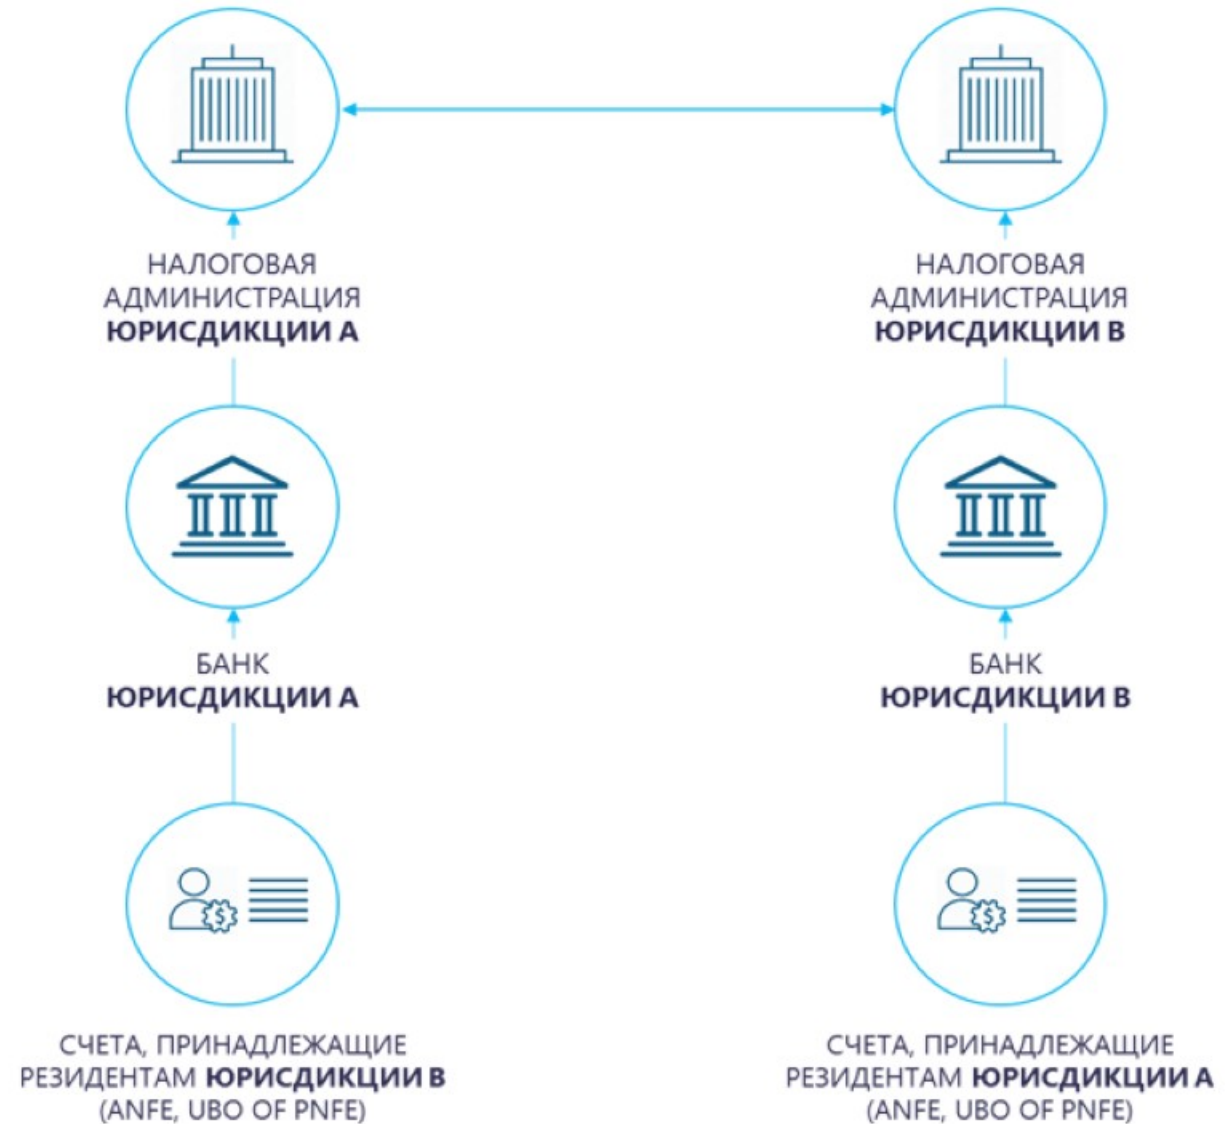 НАЛОГОВАЯ
АДМИНИСТРАЦИЯ
ЮРИСДИКЦИИ А
НАЛОГОВАЯ
АДМИНИСТРАЦИЯ
ЮРИСДИКЦИИ В
БАНК
ЮРИСДИКЦИИ А
БАНК
ЮРИСДИКЦИИ В
$
$
СЧЕТА, ПРИНАДЛЕЖАЩИЕ
РЕЗИДЕНТАМ ЮРИСДИКЦИИ В
(ANFE, UBO OF PNFE)
СЧЕТА, ПРИНАДЛЕЖАЩИЕ
РЕЗИДЕНТАМ ЮРИСДИКЦИИ А
(ANFE, UBO OF PNFE)